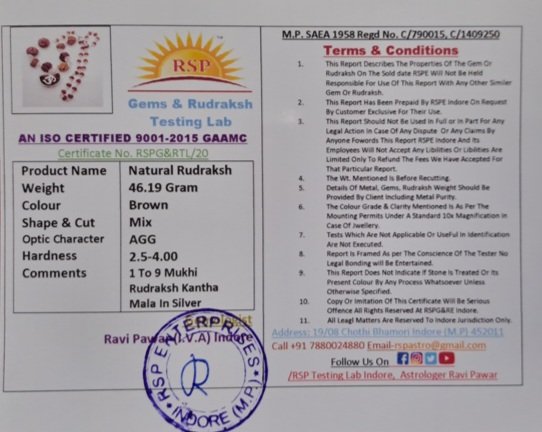 RSP
Gems & Rudraksh
Testing Lab
AN ISO CERTIFIED 9001-2015 GAAMC
Certificate No. RSPG&RTL/20
Product Name Natural Rudraksh
Weight 46.19 Gram
Colour Brown
Shape & Cut Mix
Optic Character AGG
Hardness 2.5-4.00
Comments 1 To 9 Mukhi
Rudraksh Kantha
Mala In Silver
Ravi Pawar (I.V.A) Indore
RSP ENTERPRISES
INDORE (M.P.)
M.P. SAEA 1958 Regd No. C/790015, C/1409250
Terms & Conditions
1. This Report Describes The Properties Of The Gem Or
Rudraksh On The Sold date RSPE Will Not Be Held
Responsible For Use Of This Report With Any Other Similer
Gem Or Rudraksh.
2. This Report Has Been Prepaid By RSPE Indore On Request
By Customer Exclusive For Their Use.
3. This Report Should Not Be Used In Full or In Part For Any
Legal Action In Case Of Any Dispute Or Any Claims By
Anyone Fowords This Report RSPE Indore And Its
Employees Will Not Accept Any Libilities Or Libilities Are
Limited Only To Refund The Fees We Have Accepted For
That Particular Report.
4. The Wt. Mentioned Is Before Recutting.
5. Details Of Metal, Gems, Rudraksh Weight Should Be
Provided By Client Including Metal Purity.
6. The Colour Grade & Clarity Mentioned Is As Per The
Mounting Permits Under A Standard 10x Magnification in
Case Of Jwellery.
7. Tests Which Are Not Applicable Or Useful In Identification
Are Not Executed.
8. Report Is Framed As per The Conscience Of The Tester No
Legal Bonding will Be Entertained.
9. This Report Does Not Indicate If Stone Is Treated Or Its
Present Colour By Any Process Whatsoever Unless
Otherwise Specified.
10. Copy Or Imitation Of This Certificate Will Be Serious
Offence All Rights Reserved At RSPG&RE Indore.
11. All Leagl Matters Are Reserved To Indore Jurisdiction Only.
Address: 19/08 Chothi Bhamori Indore (M.P) 452011
Call +91 7880024880 Email-rspastro@gmail.com
Follow Us On
/RSP Testing Lab Indore, Astrologer Ravi Pawar